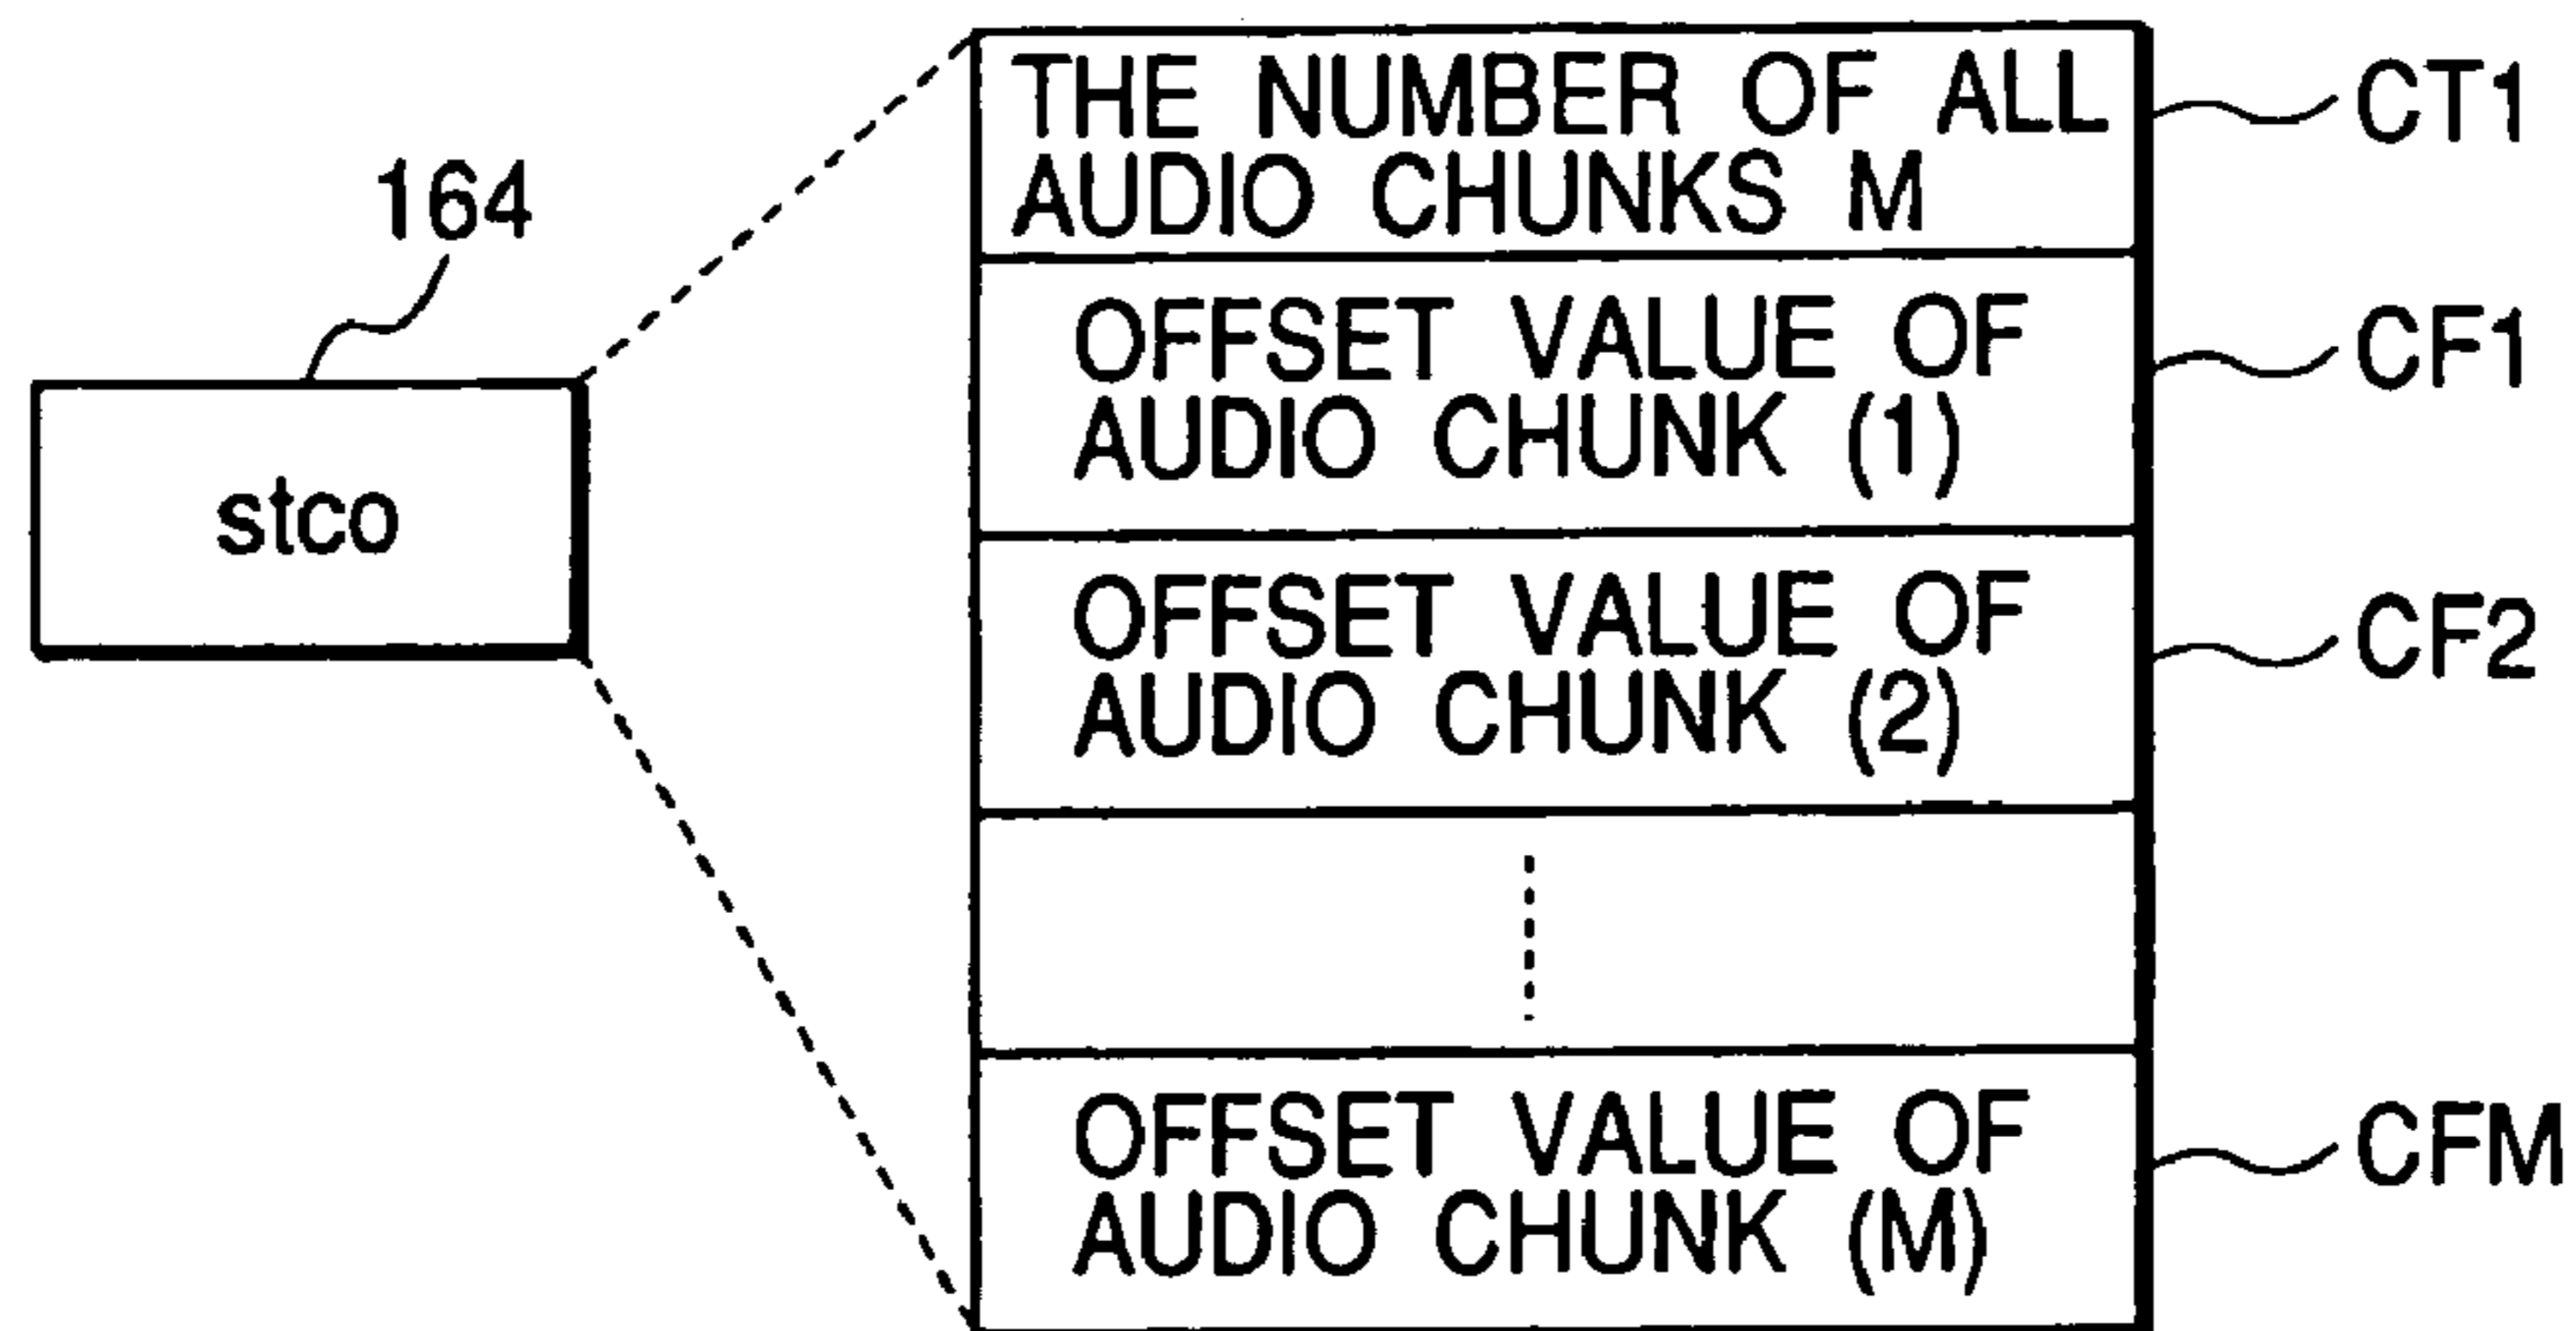 164
stco
THE NUMBER OF ALL
AUDIO CHUNKS M
CT1
OFFSET VALUE OF
AUDIO CHUNK (1)
CF1
OFFSET VALUE OF
AUDIO CHUNK (2)
CF2
OFFSET VALUE OF
AUDIO CHUNK (M)
CFM